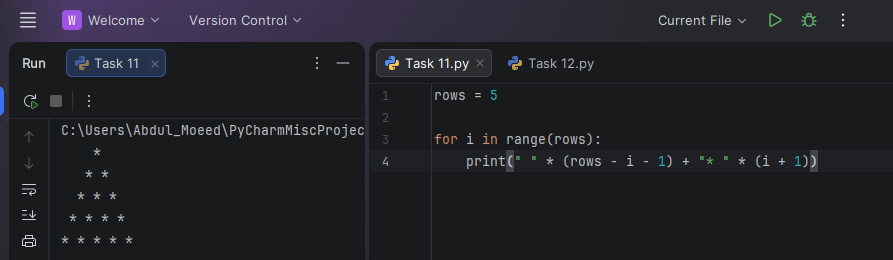 W Welcome Version Control Current File
Run Task 11 Task 11.py Task 12.py
C:\Users\Abdul_Moeed\PyCharmMiscProjec
    *
   * *
  * * *
 * * * *
* * * * *
1 rows = 5
2
3 for i in range(rows):
4     print(" " * (rows - i - 1) + "* " * (i + 1))